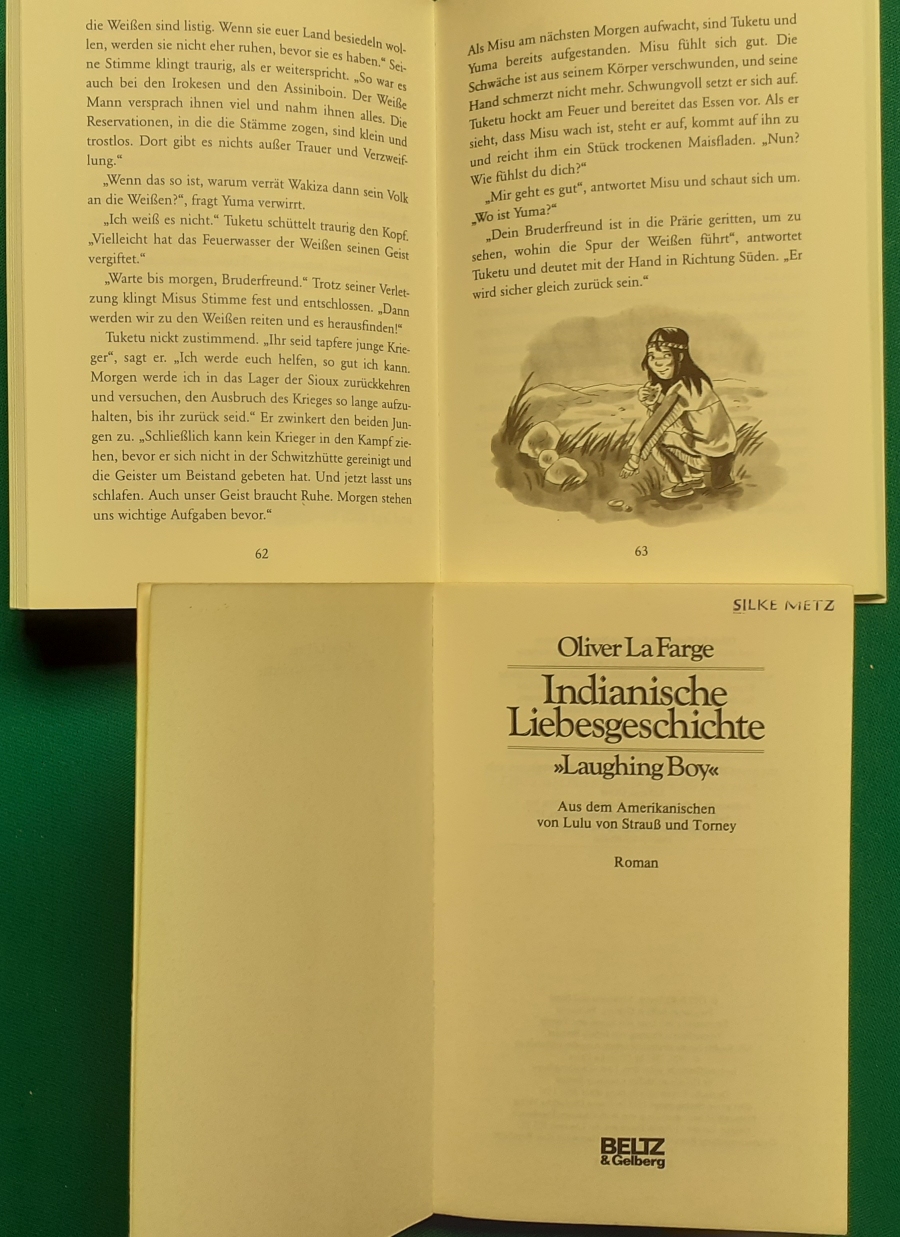 die Weißen sind listig. Wenn sie euer Land besiedeln wol-
len, werden sie nicht eher ruhen, bevor sie es haben.“ Sei-
ne Stimme klingt traurig, als er weiterspricht. „So war es
auch bei den Irokesen und den Assiniboin. Der Weiße
Mann versprach ihnen viel und nahm ihnen alles. Die
Reservationen, in die die Stämme zogen, sind klein und
trostlos. Dort gibt es nichts außer Trauer und Verzweif-
lung.“
„Wenn das so ist, warum verrät Wakiza dann sein Volk
an die Weißen?“, fragt Yuma verwirrt.
„Ich weiß es nicht.“ Tuketu schüttelt traurig den Kopf.
„Vielleicht hat das Feuerwasser der Weißen seinen Geist
vergiftet.“
„Warte bis morgen, Bruderfreund.“ Trotz seiner Verlet-
zung klingt Misus Stimme fest und entschlossen. „Dann
werden wir zu den Weißen reiten und es herausfinden!“
Tuketu nickt zustimmend. „Ihr seid tapfere junge Krie-
ger“, sagt er. „Ich werde euch helfen, so gut ich kann.
Morgen werde ich in das Lager der Sioux zurückkehren
und versuchen, den Ausbruch des Krieges so lange aufzu-
halten, bis ihr zurück seid.“ Er zwinkert den beiden Jun-
gen zu. „Schließlich kann kein Krieger in den Kampf zie-
hen, bevor er sich nicht in der Schwitzhütte gereinigt und
die Geister um Beistand gebeten hat. Und jetzt lasst uns
schlafen. Auch unser Geist braucht Ruhe. Morgen stehen
uns wichtige Aufgaben bevor.“
62
Als Misu am nächsten Morgen aufwacht, sind Tuketu und
Yuma bereits aufgestanden. Misu fühlt sich gut. Die
Schwäche ist aus seinem Körper verschwunden, und seine
Hand schmerzt nicht mehr. Schwungvoll setzt er sich auf.
Tuketu hockt am Feuer und bereitet das Essen vor. Als er
sieht, dass Misu wach ist, steht er auf, kommt auf ihn zu
und reicht ihm ein Stück trockenen Maisfladen. „Nun?
Wie fühlst du dich?“
„Mir geht es gut“, antwortet Misu und schaut sich um.
„Wo ist Yuma?“
„Dein Bruderfreund ist in die Prärie geritten, um zu
sehen, wohin die Spur der Weißen führt“, antwortet
Tuketu und deutet mit der Hand in Richtung Süden. „Er
wird sicher gleich zurück sein.“
63
SILKE METZ
Oliver La Farge
Indianische
Liebesgeschichte
»Laughing Boy«
Aus dem Amerikanischen
von Lulu von Strauß und Torney
Roman
BELTZ
& Gelberg